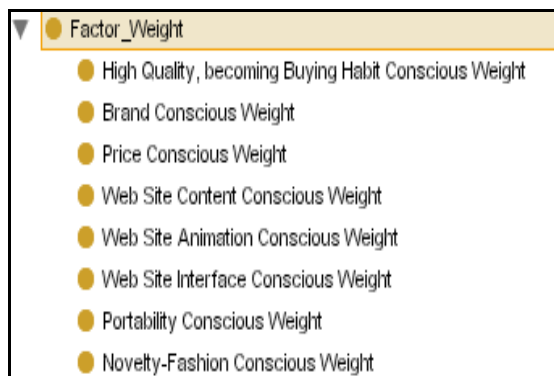 Factor_Weight
High Quality, becoming Buying Habit Conscious Weight
Brand Conscious Weight
Price Conscious Weight
Web Site Content Conscious Weight
Web Site Animation Conscious Weight
Web Site Interface Conscious Weight
Portability Conscious Weight
Novelty-Fashion Conscious Weight